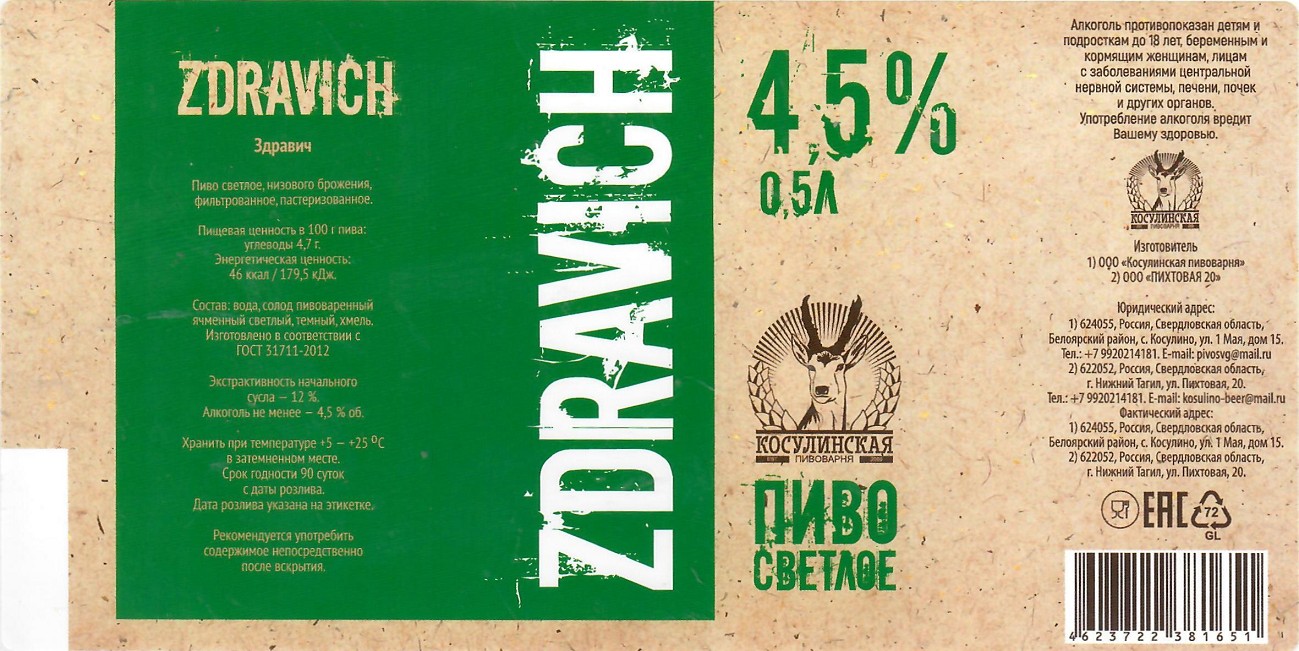 ZDRAVICH
Здравич
Пиво светлое, низового брожения,
фильтрованное, пастеризованное.
Пищевая ценность в 100 г пива:
углеводы 4,7 г.
Энергетическая ценность:
46 ккал / 179,5 кДж.
Состав: вода, солод пивоваренный
ячменный светлый, темный, хмель.
Изготовлено в соответствии с
ГОСТ 31711-2012
Экстрактивность начального
сусла — 12 %.
Алкоголь не менее — 4,5 % об.
Хранить при температуре +5 — +25 °C
в затемненном месте.
Срок годности 90 суток
с даты розлива.
Дата розлива указана на этикетке.
Рекомендуется употребить
содержимое непосредственно
после вскрытия.
ZDRAVICH
4,5%
0,5Л
КОСУЛИНСКАЯ
ПИВОВАРНЯ
ПИВО
СВЕТЛОЕ
Алкоголь противопоказан детям и
подросткам до 18 лет, беременным и
кормящим женщинам, лицам
с заболеваниями центральной
нервной системы, печени, почек
и других органов.
Употребление алкоголя вредит
Вашему здоровью.
КОСУЛИНСКАЯ
ПИВОВАРНЯ
Изготовитель
1) ООО «Косулинская пивоварня»
2) ООО «ПИХТОВАЯ 20»
Юридический адрес:
1) 624055, Россия, Свердловская область,
Белоярский район, с. Косулино, ул. 1 Мая, дом 15.
Тел.: +7 9920214181. E-mail: pivosvg@mail.ru
2) 622052, Россия, Свердловская область,
г. Нижний Тагил, ул. Пихтовая, 20.
Тел.: +7 9920214181. E-mail: kosulino-beer@mail.ru
Фактический адрес:
1) 624055, Россия, Свердловская область,
Белоярский район, с. Косулино, ул. 1 Мая, дом 15.
2) 622052, Россия, Свердловская область,
г. Нижний Тагил, ул. Пихтовая, 20.
EAC 72
GL
4623722381651